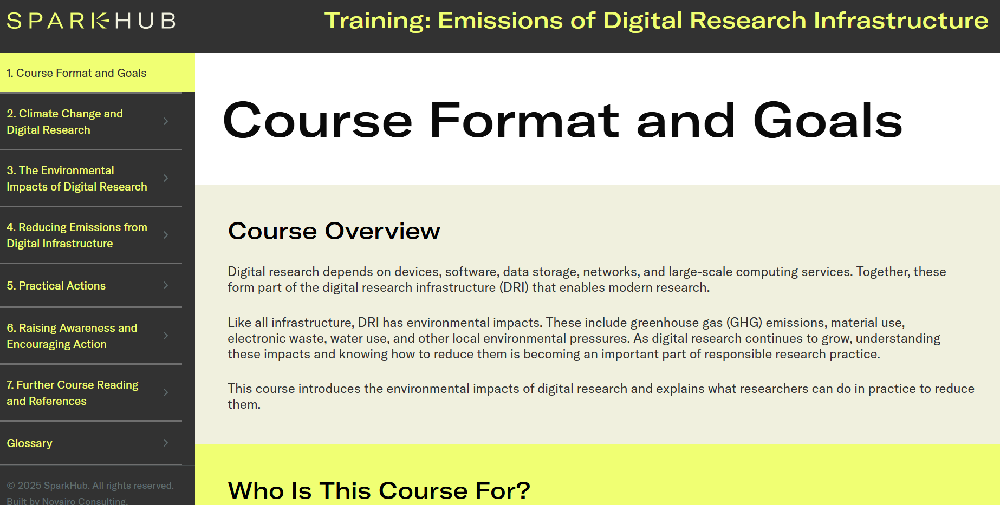 SPARKHUB
Training: Emissions of Digital Research Infrastructure
1. Course Format and Goals
2. Climate Change and
Digital Research
3. The Environmental
Impacts of Digital Research
4. Reducing Emissions from
Digital Infrastructure
5. Practical Actions
6. Raising Awareness and
Encouraging Action
7. Further Course Reading
and References
Glossary
© 2025 SparkHub. All rights reserved.
Built by Novairo Consulting.
Course Format and Goals
Course Overview
Digital research depends on devices, software, data storage, networks, and large-scale computing services. Together, these
form part of the digital research infrastructure (DRI) that enables modern research.
Like all infrastructure, DRI has environmental impacts. These include greenhouse gas (GHG) emissions, material use,
electronic waste, water use, and other local environmental pressures. As digital research continues to grow, understanding
these impacts and knowing how to reduce them is becoming an important part of responsible research practice.
This course introduces the environmental impacts of digital research and explains what researchers can do in practice to reduce
them.
Who Is This Course For?